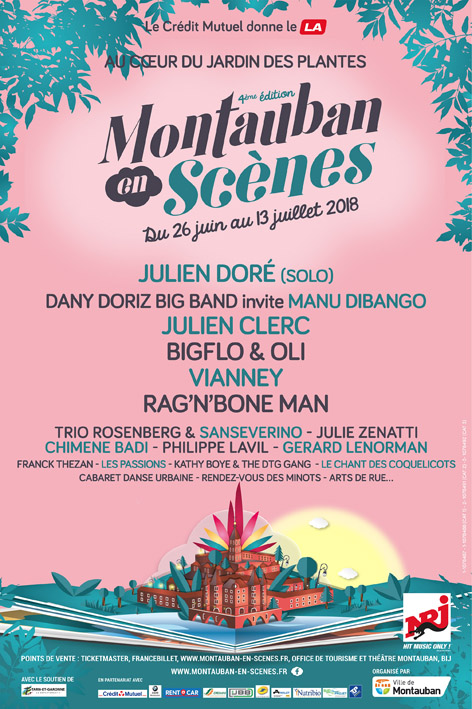 Le Crédit Mutuel donne le LA
AU CŒUR DU JARDIN DES PLANTES
4ème édition
Montauban
en Scènes
Du 26 juin au 13 juillet 2018
JULIEN DORÉ (SOLO)
DANY DORIZ BIG BAND invite MANU DIBANGO
JULIEN CLERC
BIGFLO & OLI
VIANNEY
RAG'N'BONE MAN
TRIO ROSENBERG & SANSEVERINO - JULIE ZENATTI
CHIMENE BADI - PHILIPPE LAVIL - GERARD LENORMAN
FRANCK THEZAN - LES PASSIONS - KATHY BOYE & THE DTG GANG - LE CHANT DES COQUELICOTS
CABARET DANSE URBAINE - RENDEZ-VOUS DES MINOTS - ARTS DE RUE...
NRJ
HIT MUSIC ONLY !
POINTS DE VENTE : TICKETMASTER, FRANCEBILLET, WWW.MONTAUBAN-EN-SCENES.FR, OFFICE DE TOURISME ET THÉÂTRE MONTAUBAN, BIJ
WWW.MONTAUBAN-EN-SCENES.FR
AVEC LE SOUTIEN DE
TARN-ET-GARONNE
EN PARTENARIAT AVEC
Crédit Mutuel
RENT A CAR
Nutribio
ORGANISÉ PAR
Ville de
Montauban